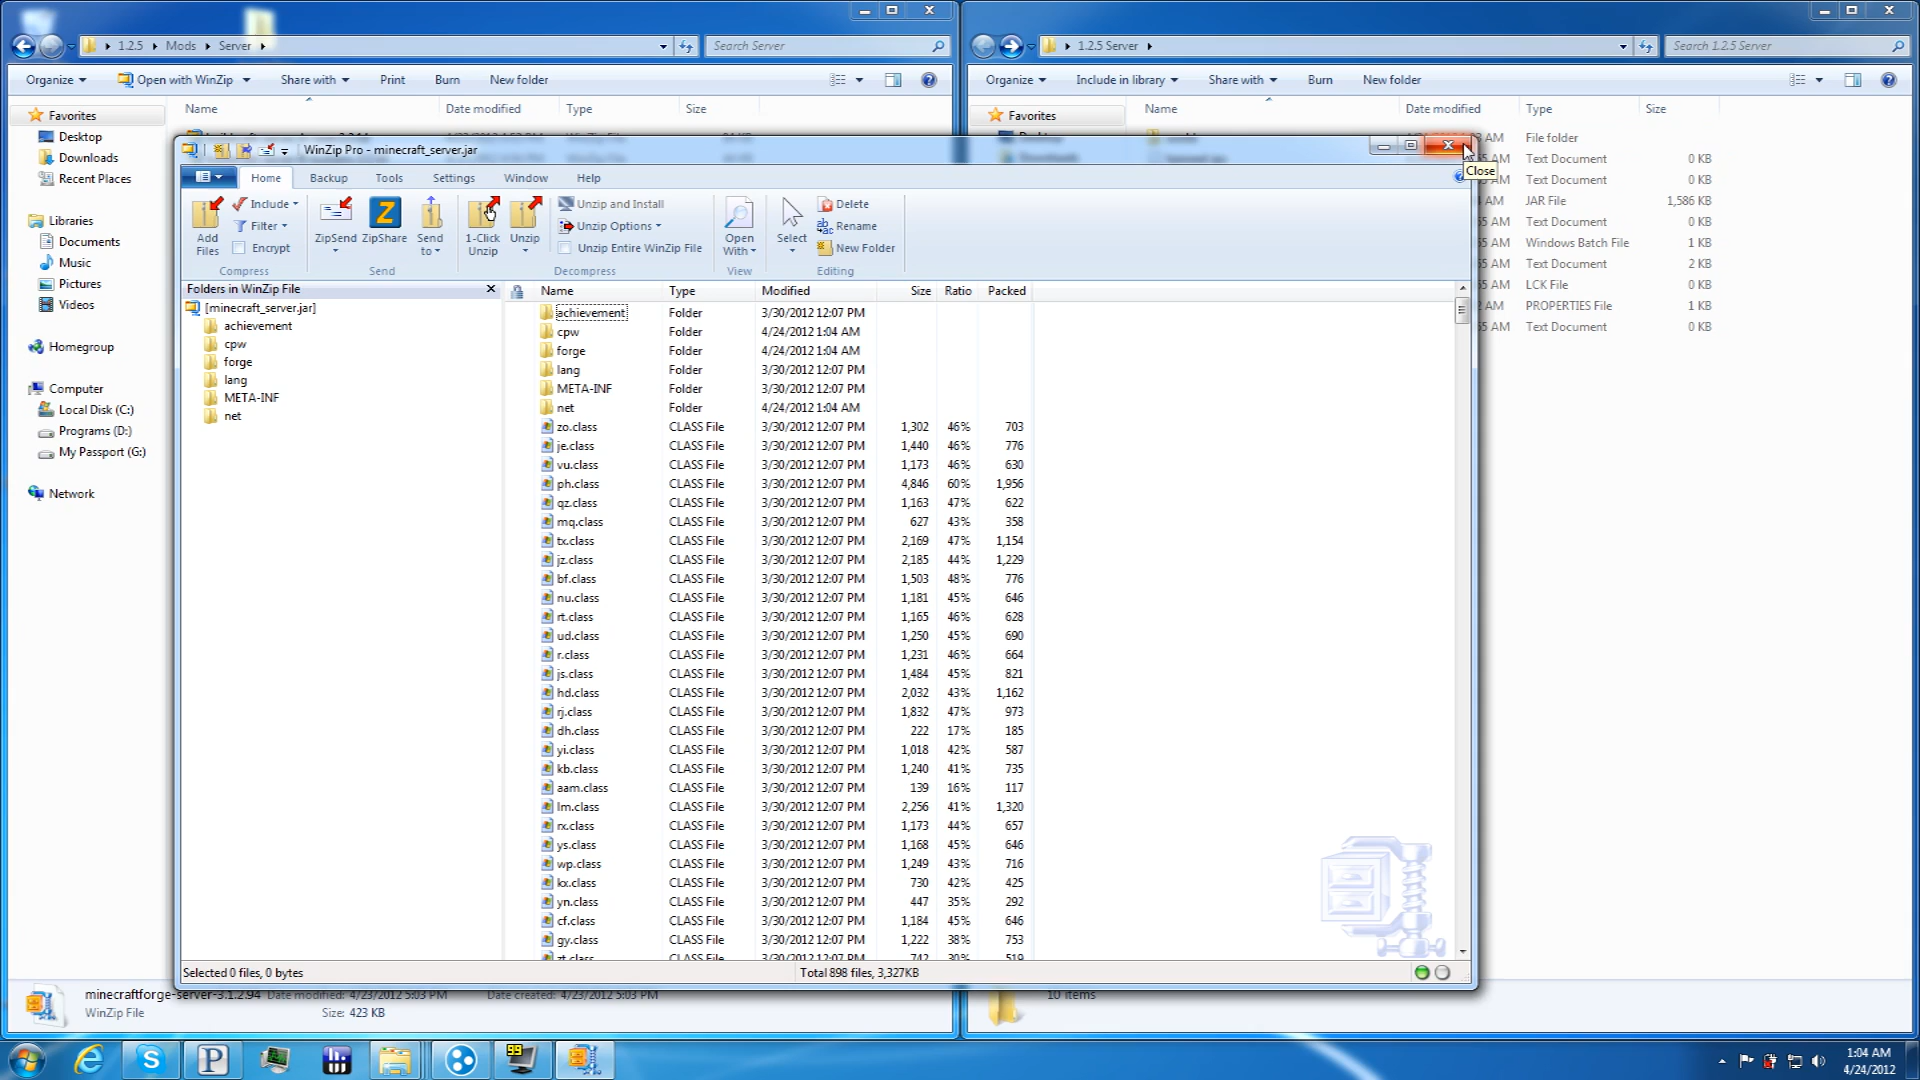 1.2.5 Mods Server
Search Server
1.2.5 Server
Search 1.2.5 Server
Organize Open with WinZip Share with Print Burn New folder
Organize Include in library Share with Burn New folder
Favorites
Desktop
Downloads
Recent Places
Libraries
Documents
Music
Pictures
Videos
Homegroup
Computer
Local Disk (C:)
Programs (D:)
My Passport (G:)
Network
Name Date modified Type Size
Favorites
Name Date modified Type Size
AM File folder
AM Text Document 0 KB
AM Text Document 0 KB
AM JAR File 1,586 KB
AM Windows Batch File 1 KB
AM Text Document 2 KB
AM LCK File 0 KB
AM PROPERTIES File 1 KB
AM Text Document 0 KB
WinZip Pro - minecraft_server.jar
Close
Home Backup Tools Settings Window Help
Add Files
Include
Filter
Encrypt
Compress
ZipSend
ZipShare
Send to
Send
1-Click Unzip
Unzip
Unzip and Install
Unzip Options
Unzip Entire WinZip File
Decompress
Open With
View
Select
Delete
Rename
New Folder
Editing
Folders in WinZip File
[minecraft_server.jar]
achievement
cpw
forge
lang
META-INF
net
Name Type Modified Size Ratio Packed
achievement Folder 3/30/2012 12:07 PM
cpw Folder 4/24/2012 1:04 AM
forge Folder 4/24/2012 1:04 AM
lang Folder 3/30/2012 12:07 PM
META-INF Folder 3/30/2012 12:07 PM
net Folder 4/24/2012 1:04 AM
zo.class CLASS File 3/30/2012 12:07 PM 1,302 46% 703
je.class CLASS File 3/30/2012 12:07 PM 1,440 46% 776
vu.class CLASS File 3/30/2012 12:07 PM 1,173 46% 630
ph.class CLASS File 3/30/2012 12:07 PM 4,846 60% 1,956
qz.class CLASS File 3/30/2012 12:07 PM 1,163 47% 622
mq.class CLASS File 3/30/2012 12:07 PM 627 43% 358
tx.class CLASS File 3/30/2012 12:07 PM 2,169 47% 1,154
jz.class CLASS File 3/30/2012 12:07 PM 2,185 44% 1,229
bf.class CLASS File 3/30/2012 12:07 PM 1,503 48% 776
nu.class CLASS File 3/30/2012 12:07 PM 1,181 45% 646
rt.class CLASS File 3/30/2012 12:07 PM 1,165 46% 628
ud.class CLASS File 3/30/2012 12:07 PM 1,250 45% 690
r.class CLASS File 3/30/2012 12:07 PM 1,231 46% 664
js.class CLASS File 3/30/2012 12:07 PM 1,484 45% 821
hd.class CLASS File 3/30/2012 12:07 PM 2,032 43% 1,162
rj.class CLASS File 3/30/2012 12:07 PM 1,832 47% 973
dh.class CLASS File 3/30/2012 12:07 PM 222 17% 185
yi.class CLASS File 3/30/2012 12:07 PM 1,018 42% 587
kb.class CLASS File 3/30/2012 12:07 PM 1,240 41% 735
aam.class CLASS File 3/30/2012 12:07 PM 139 16% 117
lm.class CLASS File 3/30/2012 12:07 PM 2,256 41% 1,320
rx.class CLASS File 3/30/2012 12:07 PM 1,173 44% 657
ys.class CLASS File 3/30/2012 12:07 PM 1,168 45% 646
wp.class CLASS File 3/30/2012 12:07 PM 1,249 43% 716
kx.class CLASS File 3/30/2012 12:07 PM 730 42% 425
yn.class CLASS File 3/30/2012 12:07 PM 447 35% 292
cf.class CLASS File 3/30/2012 12:07 PM 1,184 45% 646
gy.class CLASS File 3/30/2012 12:07 PM 1,222 38% 753
zt.class CLASS File 3/30/2012 12:07 PM 742 30% 519
Selected 0 files, 0 bytes
Total 898 files, 3,327KB
minecraftforge-server-3.1.2.94 Date modified: 4/23/2012 5:03 PM Date created: 4/23/2012 5:03 PM
WinZip File Size: 423 KB
10 items
99
1:04 AM
4/24/2012